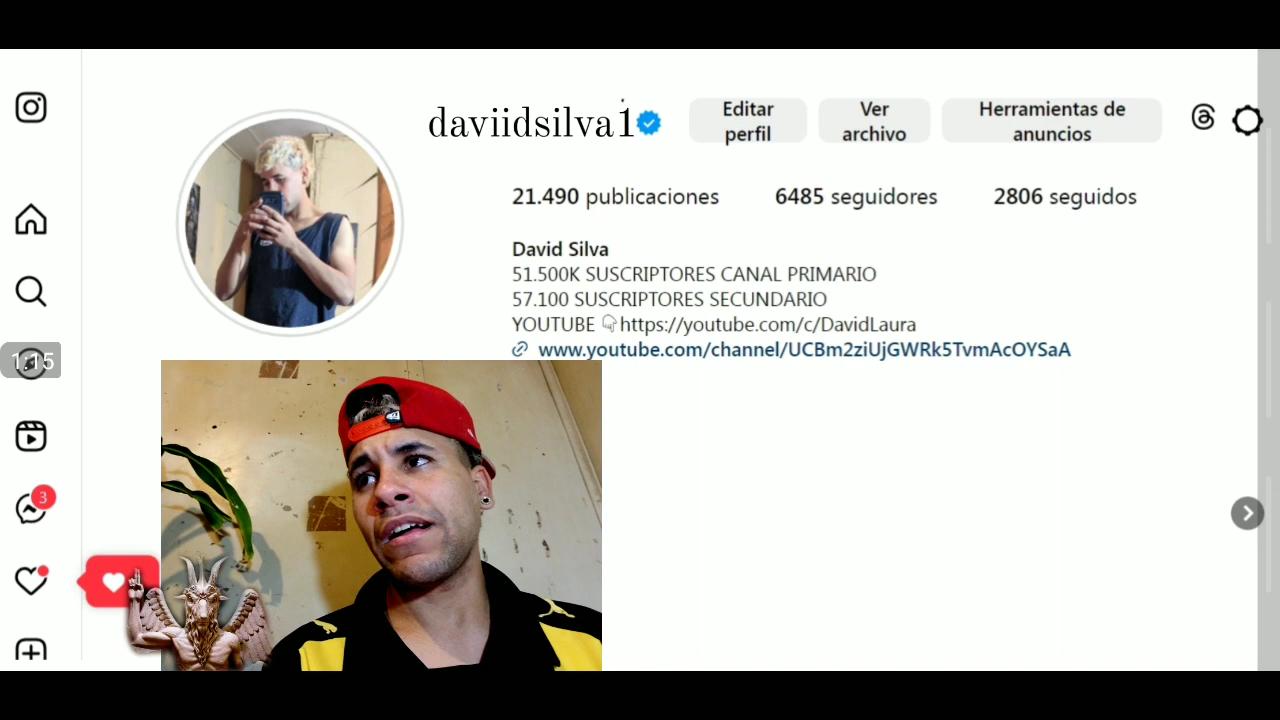 daviidsilva1
Editar
perfil
Ver
archivo
Herramientas de
anuncios
21.490 publicaciones
6485 seguidores
2806 seguidos
David Silva
51.500K SUSCRIPTORES CANAL PRIMARIO
57.100 SUSCRIPTORES SECUNDARIO
YOUTUBE 👇https://youtube.com/c/DavidLaura
www.youtube.com/channel/UCBm2ziUjGWRk5TvmAcOYSaA
1:15
3